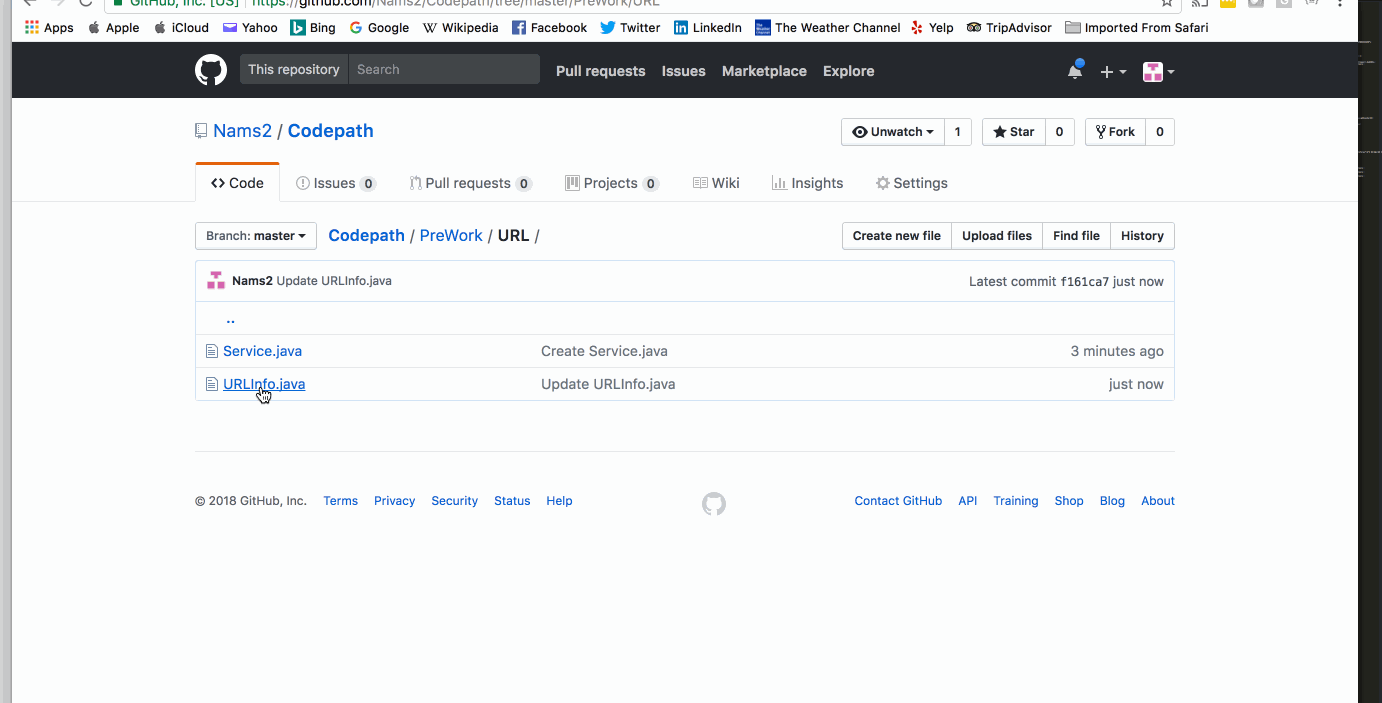 GitHub, Inc. [US] https://github.com/Nams2/Codepath/tree/master/PreWork/URL
Apps Apple iCloud Yahoo Bing Google Wikipedia Facebook Twitter LinkedIn The Weather Channel Yelp TripAdvisor Imported From Safari
This repository Search Pull requests Issues Marketplace Explore
Nams2 / Codepath Unwatch 1 Star 0 Fork 0
Code Issues 0 Pull requests 0 Projects 0 Wiki Insights Settings
Branch: master Codepath / PreWork / URL / Create new file Upload files Find file History
Nams2 Update URLInfo.java Latest commit f161ca7 just now
..
Service.java Create Service.java 3 minutes ago
URLInfo.java Update URLInfo.java just now
© 2018 GitHub, Inc. Terms Privacy Security Status Help Contact GitHub API Training Shop Blog About